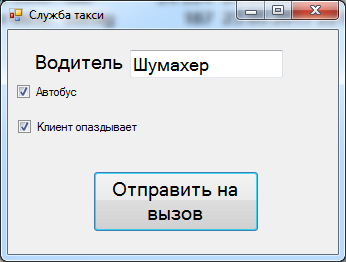 Служба такси
Водитель Шумахер
Автобус
Клиент опаздывает
Отправить на
вызов